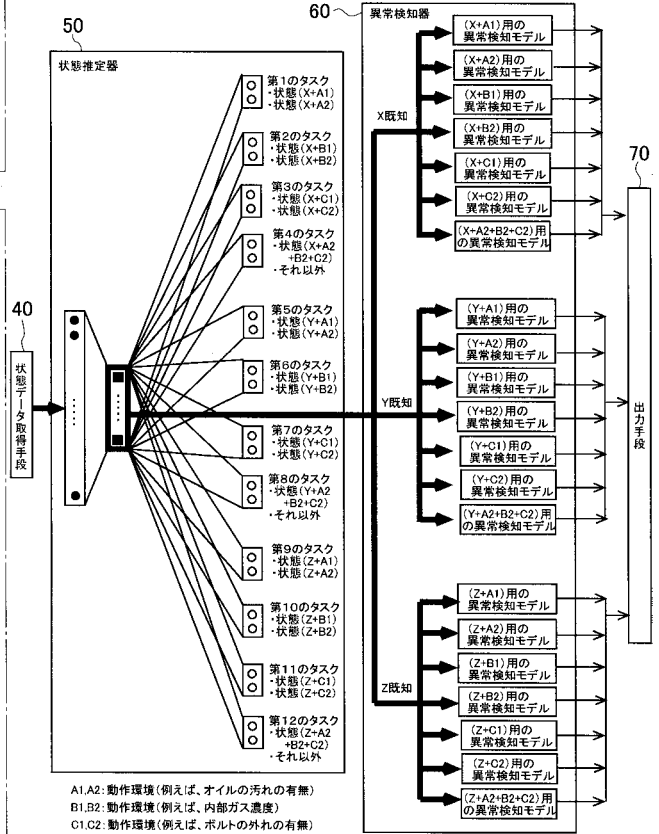 50
状態推定器
第1のタスク
・状態(X+A1)
・状態(X+A2)
第2のタスク
・状態(X+B1)
・状態(X+B2)
第3のタスク
・状態(X+C1)
・状態(X+C2)
第4のタスク
・状態(X+A2
+B2+C2)
・それ以外
第5のタスク
・状態(Y+A1)
・状態(Y+A2)
第6のタスク
・状態(Y+B1)
・状態(Y+B2)
第7のタスク
・状態(Y+C1)
・状態(Y+C2)
第8のタスク
・状態(Y+A2
+B2+C2)
・それ以外
第9のタスク
・状態(Z+A1)
・状態(Z+A2)
第10のタスク
・状態(Z+B1)
・状態(Z+B2)
第11のタスク
・状態(Z+C1)
・状態(Z+C2)
第12のタスク
・状態(Z+A2
+B2+C2)
・それ以外
40
状態データ取得手段
60
異常検知器
X既知
(X+A1)用の
異常検知モデル
(X+A2)用の
異常検知モデル
(X+B1)用の
異常検知モデル
(X+B2)用の
異常検知モデル
(X+C1)用の
異常検知モデル
(X+C2)用の
異常検知モデル
(X+A2+B2+C2)用
の異常検知モデル
Y既知
(Y+A1)用の
異常検知モデル
(Y+A2)用の
異常検知モデル
(Y+B1)用の
異常検知モデル
(Y+B2)用の
異常検知モデル
(Y+C1)用の
異常検知モデル
(Y+C2)用の
異常検知モデル
(Y+A2+B2+C2)用
の異常検知モデル
Z既知
(Z+A1)用の
異常検知モデル
(Z+A2)用の
異常検知モデル
(Z+B1)用の
異常検知モデル
(Z+B2)用の
異常検知モデル
(Z+C1)用の
異常検知モデル
(Z+C2)用の
異常検知モデル
(Z+A2+B2+C2)用
の異常検知モデル
70
出力手段
A1,A2:動作環境(例えば、オイルの汚れの有無)
B1,B2:動作環境(例えば、内部ガス濃度)
C1,C2:動作環境(例えば、ボルトの外れの有無)